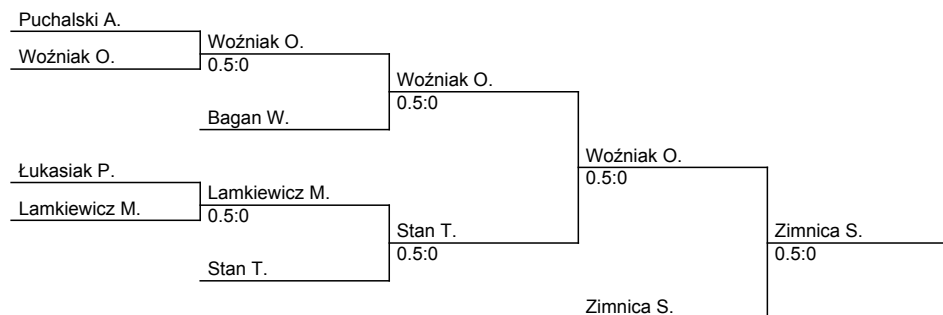 Puchalski A.
Woźniak O.
Woźniak O.
0.5:0
Woźniak O.
0.5:0
Bagan W.
Woźniak O.
0.5:0
Łukasiak P.
Lamkiewicz M.
Lamkiewicz M.
0.5:0
Stan T.
0.5:0
Stan T.
Zimnica S.
0.5:0
Zimnica S.